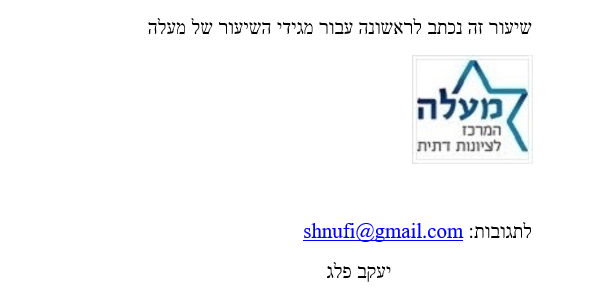 שיעור זה נכתב לראשונה עבור מגידי השיעור של מעלה
מעלה
המרכז
לציונות דתית
לתגובות: shnufi@gmail.com
יעקב פלג